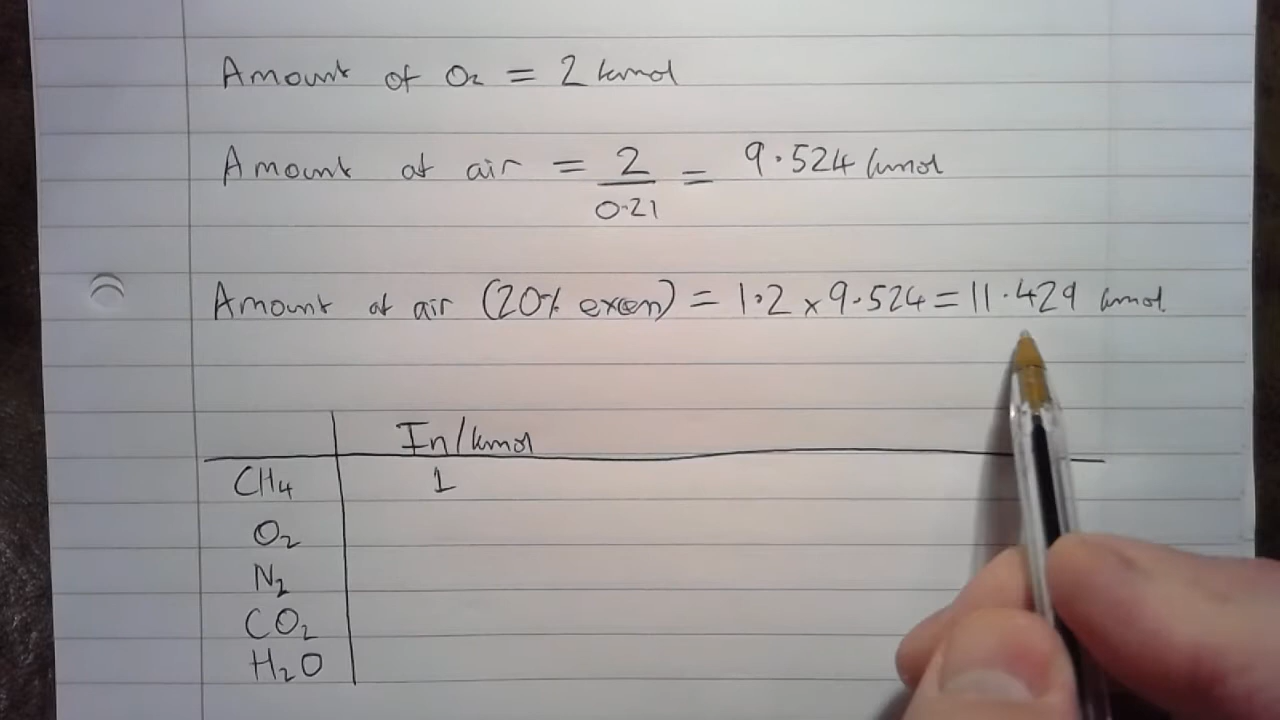 Amount of O₂ = 2 kmol
Amount of air = 2/0.21 = 9.524 kmol
Amount of air (20% excess) = 1.2 × 9.524 = 11.429 kmol
In/kmol
CH₄ 1
O₂
N₂
CO₂
H₂O